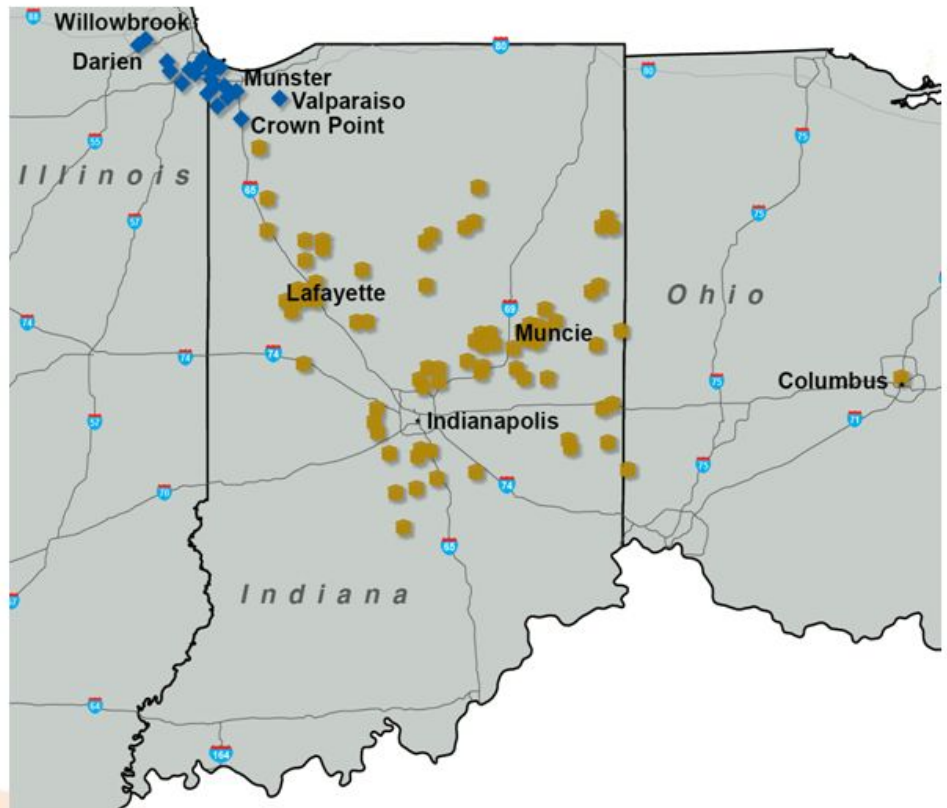 88
Willowbrook
80
Darien
80
Munster
Valparaiso
Crown Point
75
55
Illinois
65
75
57
Lafayette
Ohio
69
74
Muncie
74
74
75
Columbus
57
Indianapolis
71
75
74
70
65
Indiana
64
164